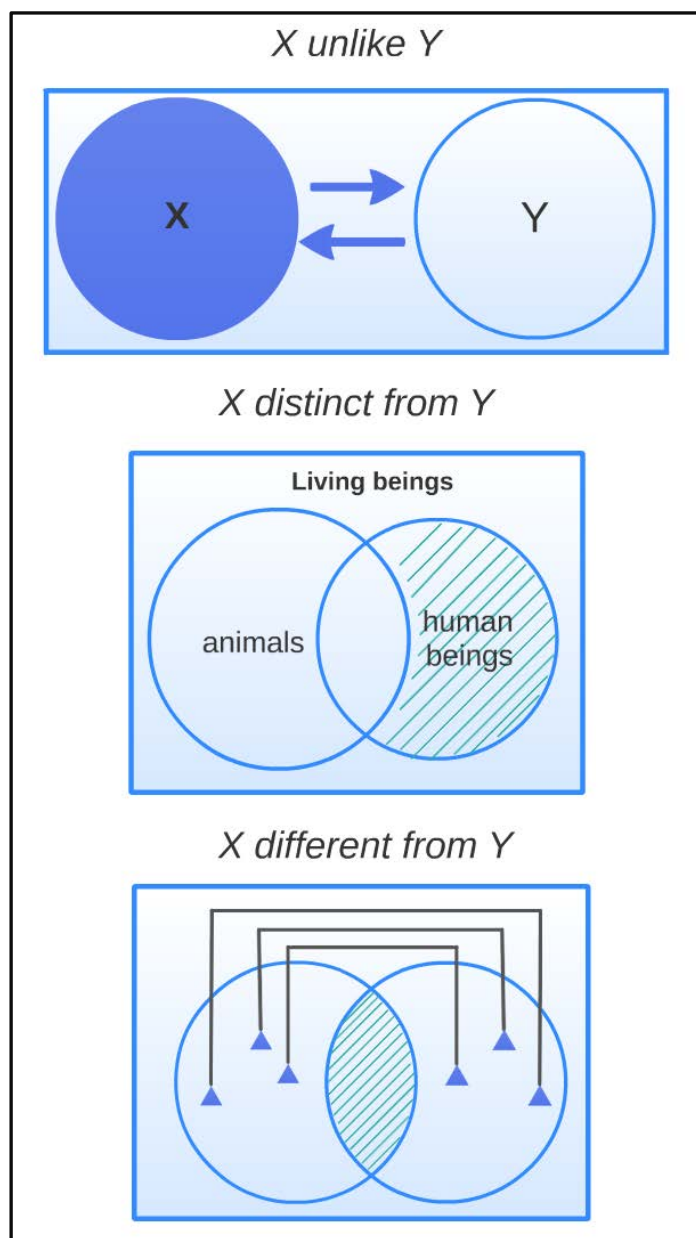 X unlike Y
X
Y
X distinct from Y
Living beings
animals
human
beings
X different from Y